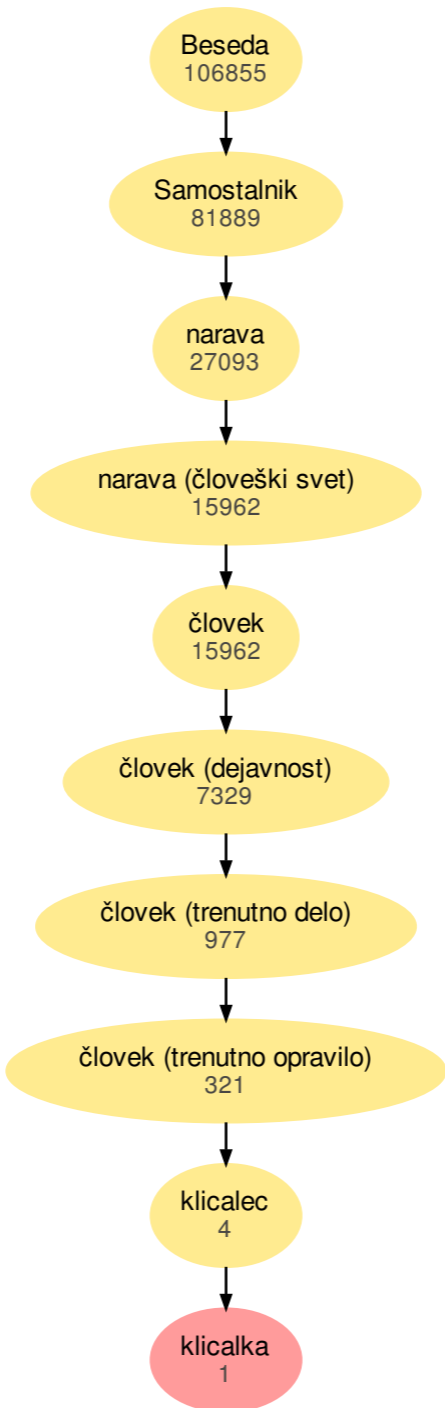 Beseda
106855
Samostalnik
81889
narava
27093
narava (človeški svet)
15962
človek
15962
človek (dejavnost)
7329
človek (trenutno delo)
977
človek (trenutno opravilo)
321
klicalec
4
klicalka
1